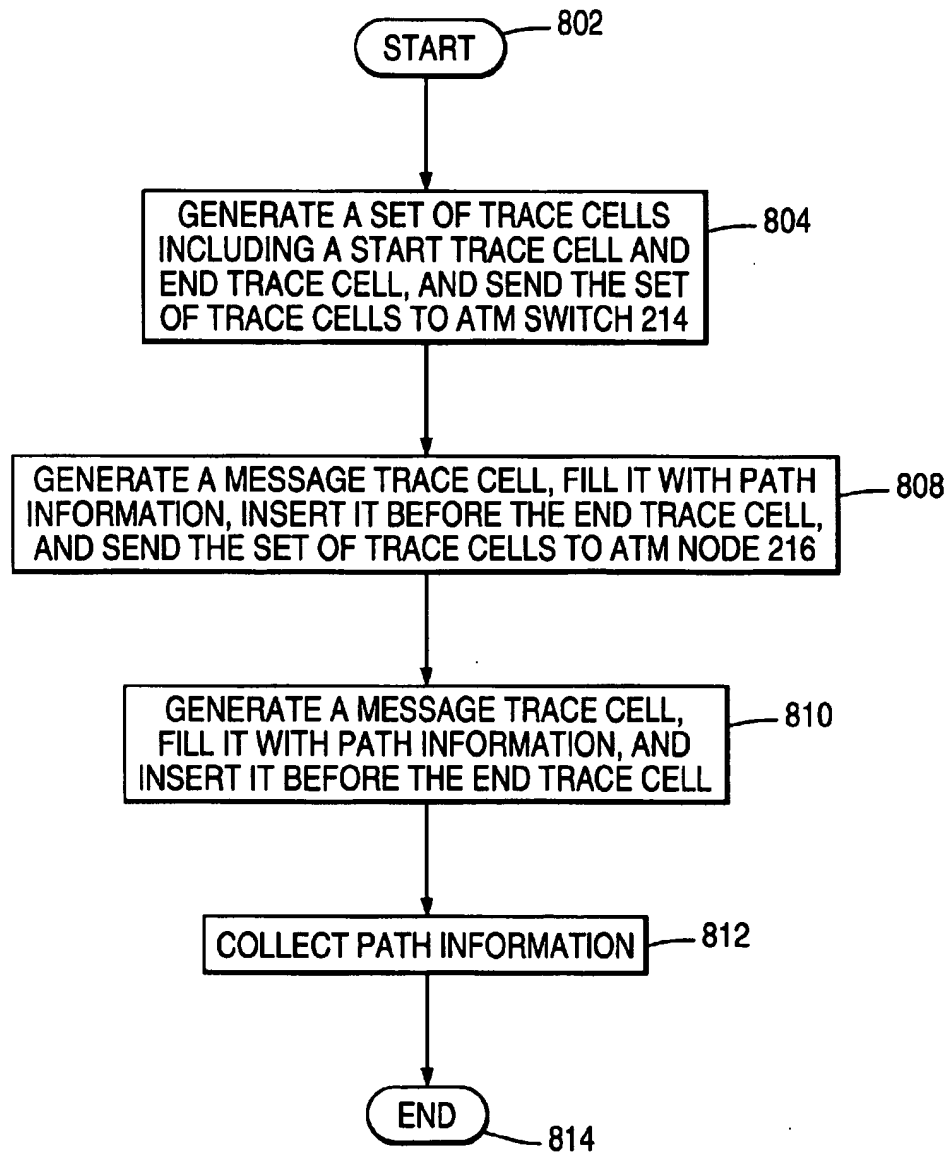 START
802
GENERATE A SET OF TRACE CELLS
INCLUDING A START TRACE CELL AND
END TRACE CELL, AND SEND THE SET
OF TRACE CELLS TO ATM SWITCH 214
804
GENERATE A MESSAGE TRACE CELL, FILL IT WITH PATH
INFORMATION, INSERT IT BEFORE THE END TRACE CELL,
AND SEND THE SET OF TRACE CELLS TO ATM NODE 216
808
GENERATE A MESSAGE TRACE CELL,
FILL IT WITH PATH INFORMATION, AND
INSERT IT BEFORE THE END TRACE CELL
810
COLLECT PATH INFORMATION
812
END
814